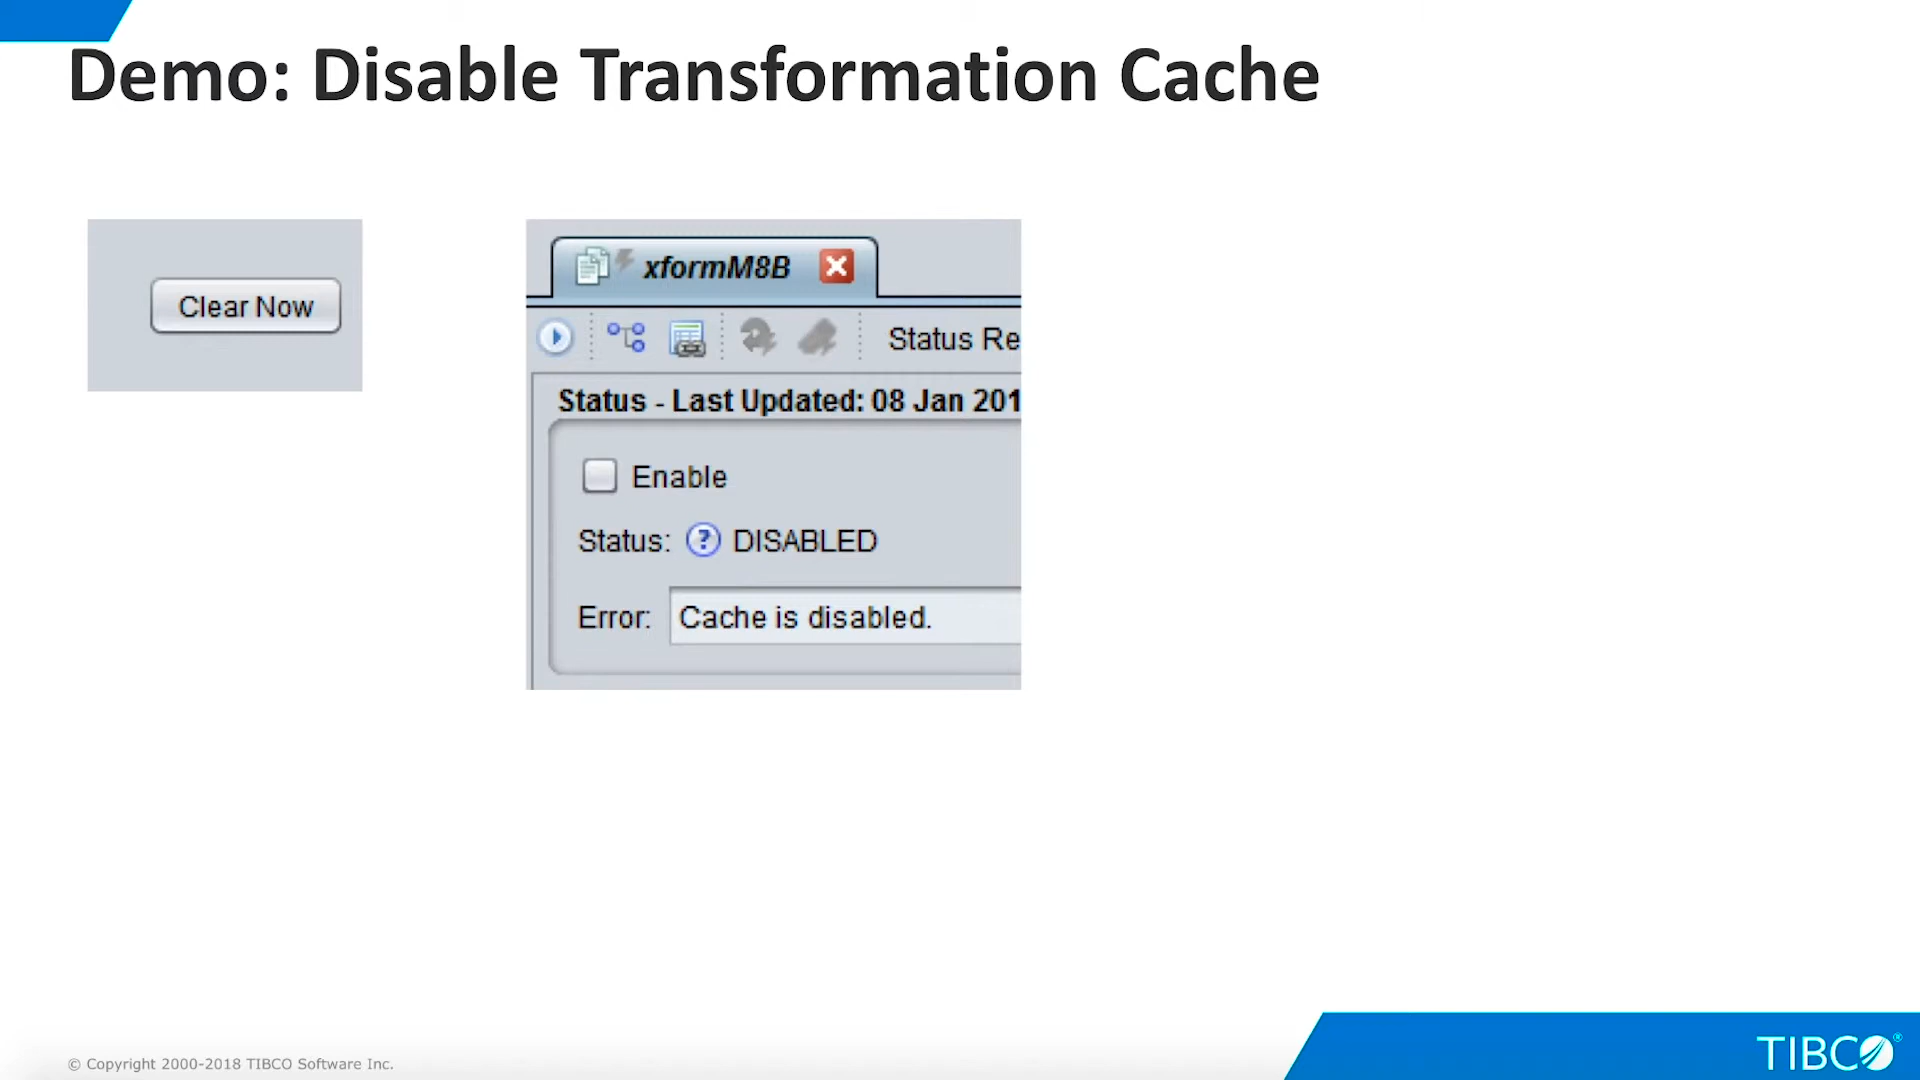 Demo: Disable Transformation Cache
Clear Now
xformM8B
Status Re
Status - Last Updated: 08 Jan 201
Enable
Status: DISABLED
Error: Cache is disabled.
© Copyright 2000-2018 TIBCO Software Inc.
TIBCO®